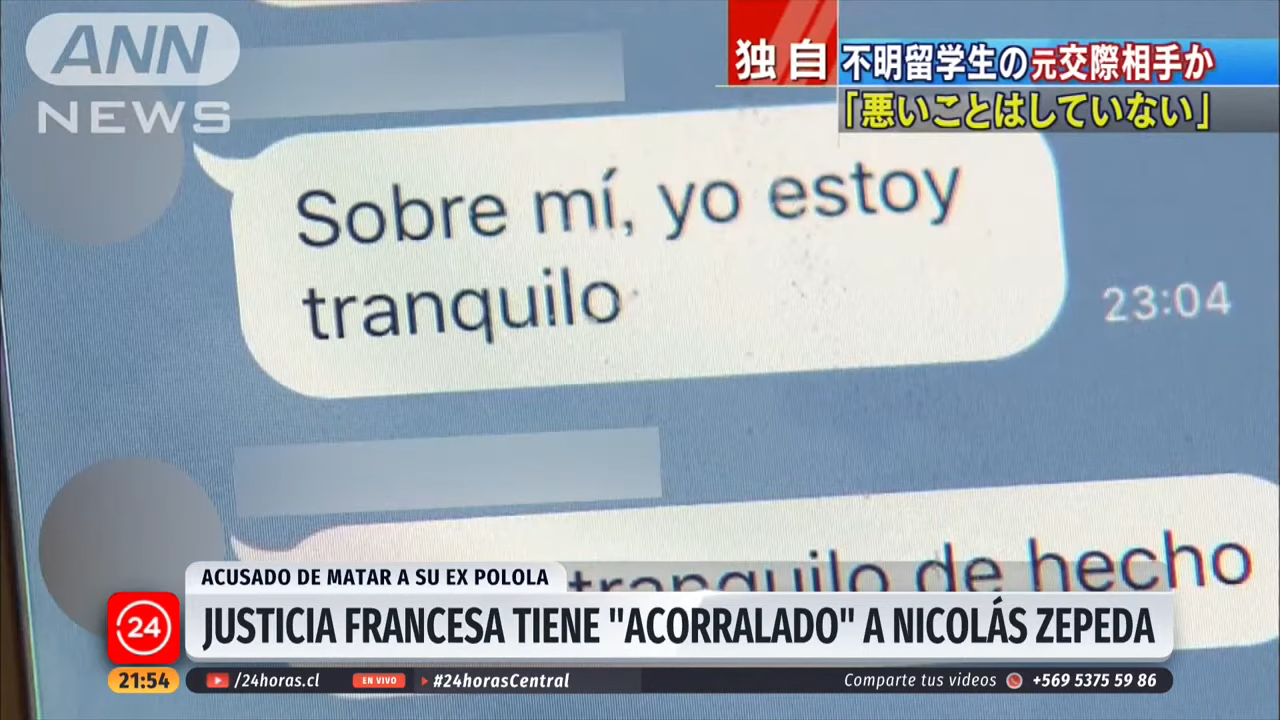 ANN
NEWS
独自
不明留学生の元交際相手か
「悪いことはしていない」
Sobre mí, yo estoy
tranquilo
23:04
tranquilo de hecho
ACUSADO DE MATAR A SU EX POLOLA
24
JUSTICIA FRANCESA TIENE "ACORRALADO" A NICOLÁS ZEPEDA
21:54
/24horas.cl
EN VIVO
#24horasCentral
Comparte tus videos
+569 5375 59 86